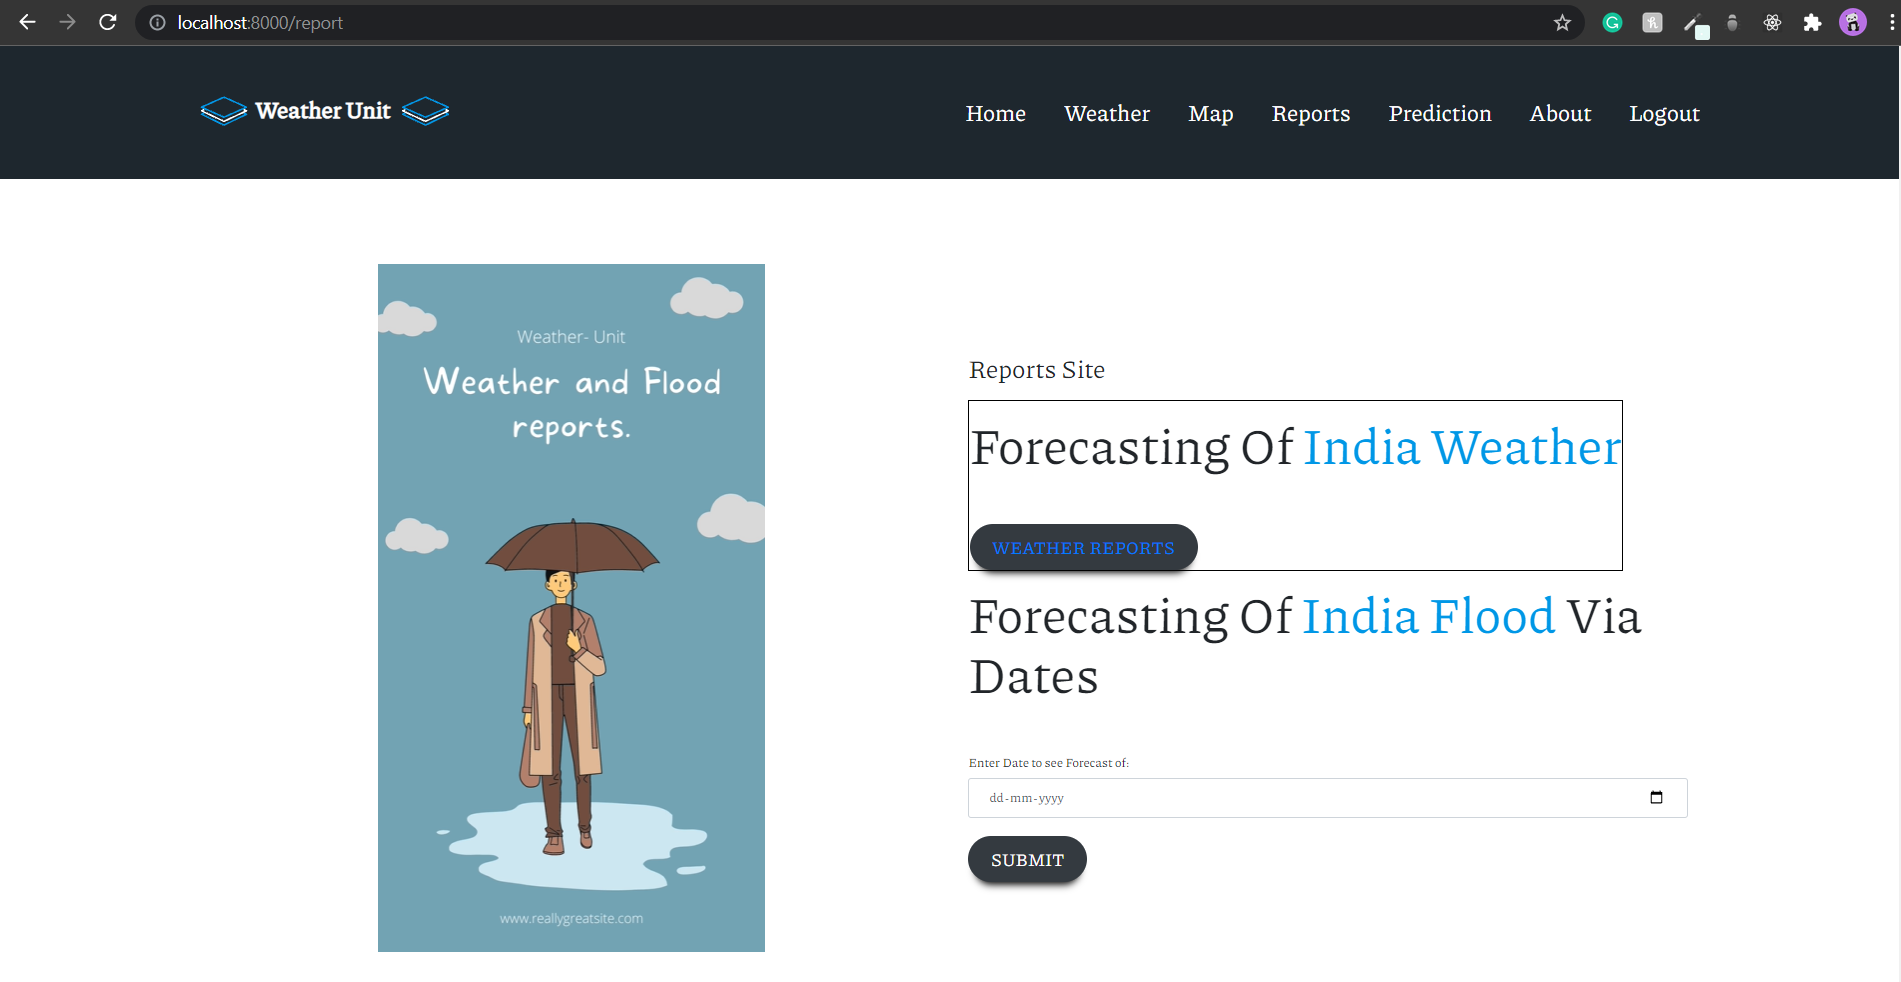 localhost:8000/report
Weather Unit
Home Weather Map Reports Prediction About Logout
Weather- Unit
Weather and Flood
reports.
www.reallygreatsite.com
Reports Site
Forecasting Of India Weather
WEATHER REPORTS
Forecasting Of India Flood Via
Dates
Enter Date to see Forecast of:
dd-mm-yyyy
SUBMIT